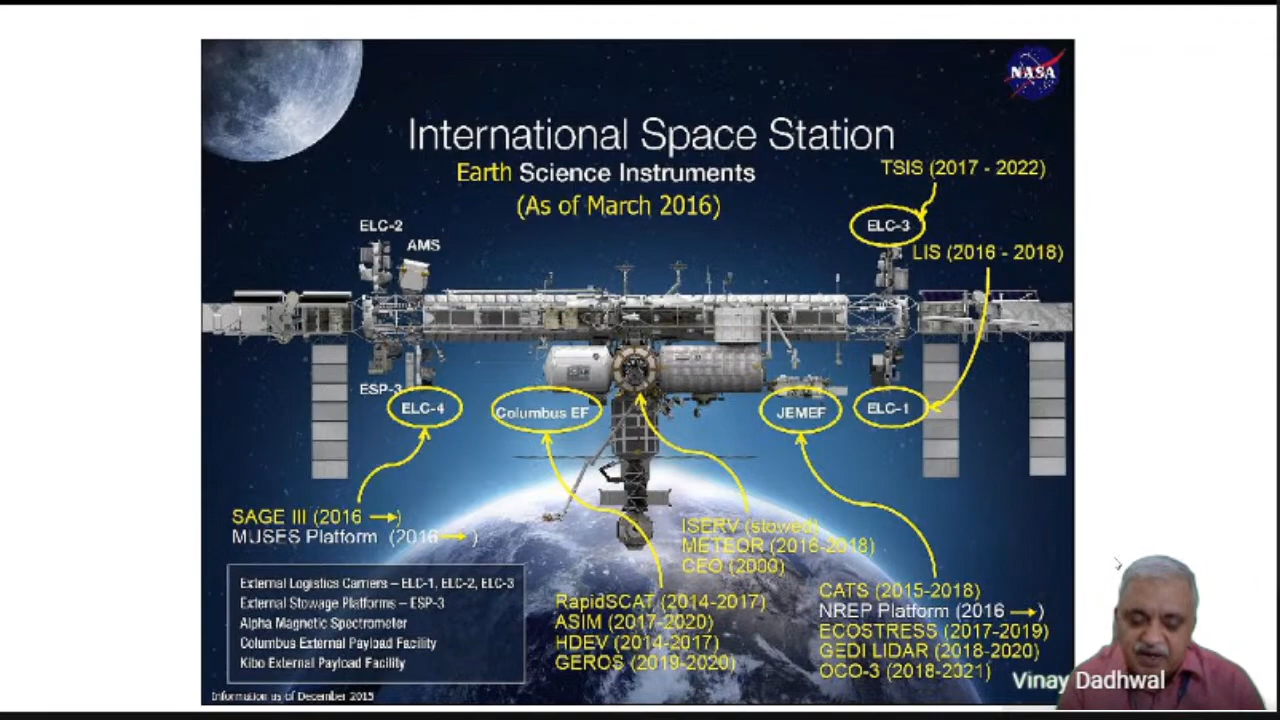 NASA
International Space Station
Earth Science Instruments
(As of March 2016)
TSIS (2017 - 2022)
ELC-2
AMS
ELC-3
LIS (2016 - 2018)
ESP-3
ELC-4
Columbus EF
JEMEF
ELC-1
SAGE III (2016 → )
MUSES Platform (2016 → )
ISERV (stowed)
METEOR (2016-2018)
CEO (2000)
External Logistics Carriers – ELC-1, ELC-2, ELC-3
External Stowage Platforms – ESP-3
Alpha Magnetic Spectrometer
Columbus External Payload Facility
Kibo External Payload Facility
RapidSCAT (2014-2017)
ASIM (2017-2020)
HDEV (2014-2017)
GEROS (2019-2020)
CATS (2015-2018)
NREP Platform (2016 → )
ECOSTRESS (2017-2019)
GEDI LIDAR (2018-2020)
OCO-3 (2018-2021)
Vinay Dadhwal
Information as of December 2015